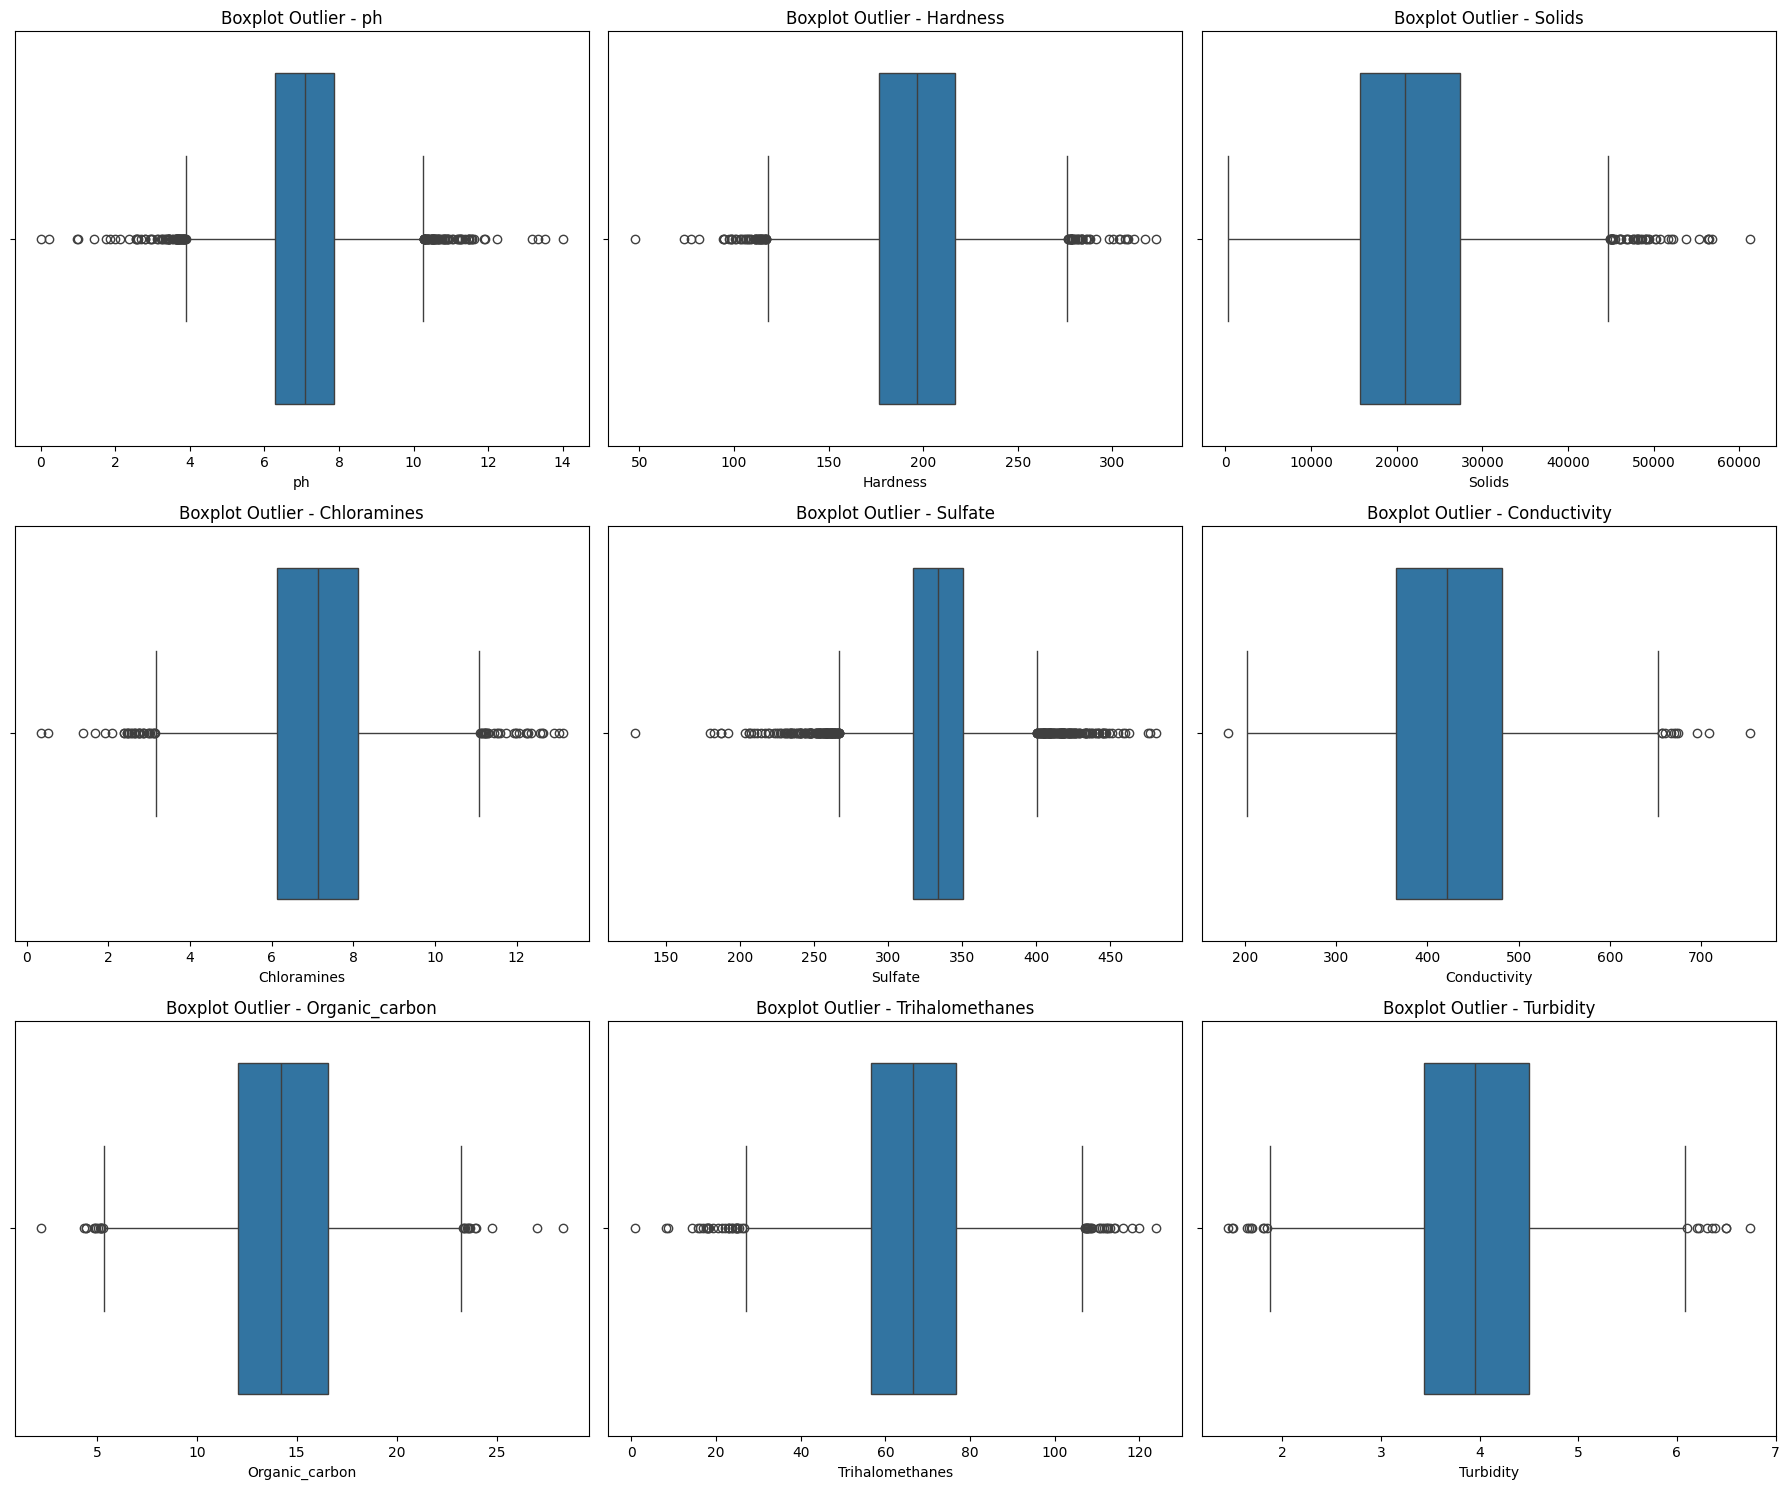 Boxplot Outlier - ph
Boxplot Outlier - Hardness
Boxplot Outlier - Solids
0 2 4 6 8 10 12 14
50 100 150 200 250 300
0 10000 20000 30000 40000 50000 60000
ph
Hardness
Solids
Boxplot Outlier - Chloramines
Boxplot Outlier - Sulfate
Boxplot Outlier - Conductivity
0 2 4 6 8 10 12
150 200 250 300 350 400 450
200 300 400 500 600 700
Chloramines
Sulfate
Conductivity
Boxplot Outlier - Organic_carbon
Boxplot Outlier - Trihalomethanes
Boxplot Outlier - Turbidity
5 10 15 20 25
0 20 40 60 80 100 120
2 3 4 5 6 7
Organic_carbon
Trihalomethanes
Turbidity